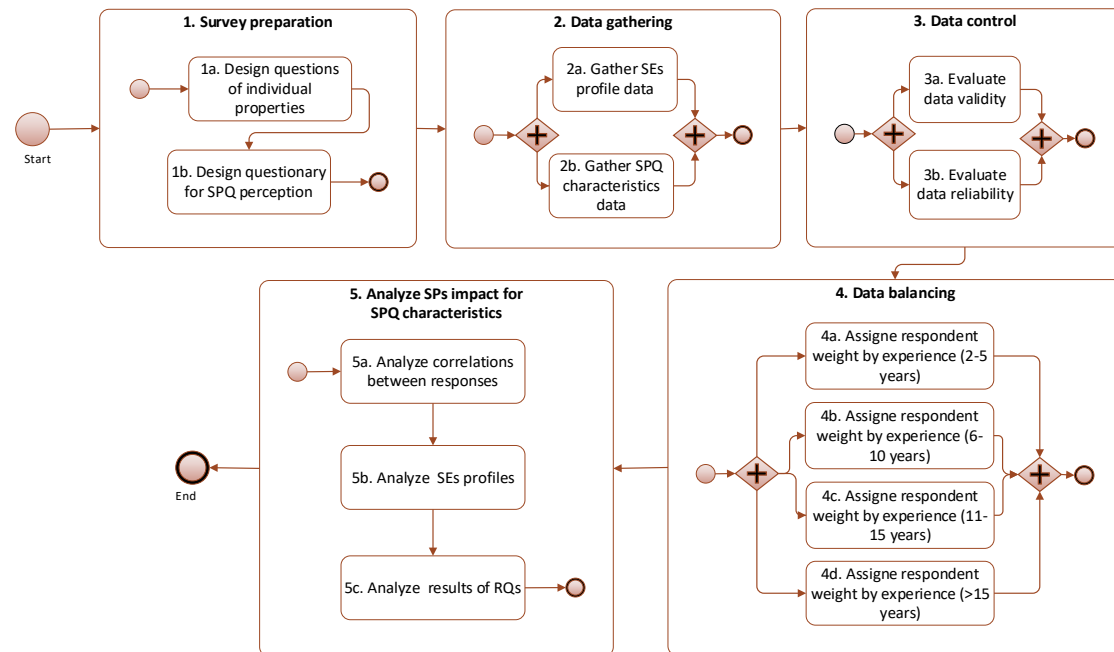 1. Survey preparation
1a. Design questions
of individual
properties
1b. Design questionary
for SPQ perception
Start
2. Data gathering
2a. Gather SEs
profile data
2b. Gather SPQ
characteristics
data
3. Data control
3a. Evaluate
data validity
3b. Evaluate
data reliability
4. Data balancing
4a. Assigne respondent
weight by experience (2-5
years)
4b. Assigne respondent
weight by experience (6-
10 years)
4c. Assigne respondent
weight by experience (11-
15 years)
4d. Assigne respondent
weight by experience (>15
years)
5. Analyze SPs impact for
SPQ characteristics
5a. Analyze correlations
between responses
5b. Analyze SEs profiles
5c. Analyze results of RQs
End